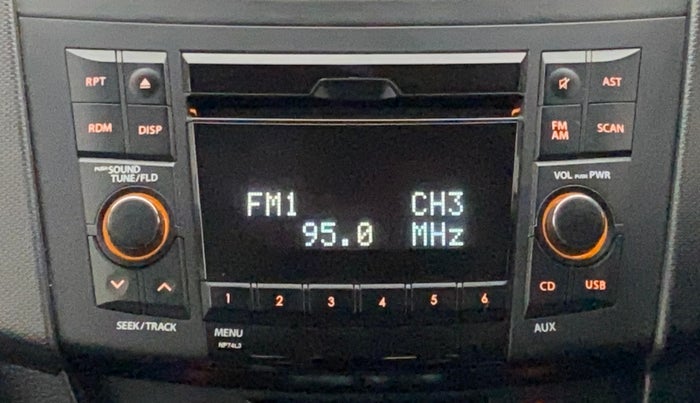 RPT
AST
RDM
DISP
FM
AM
SCAN
PUSH SOUND
TUNE/FLD
VOL PUSH PWR
FM1 CH3
95.0 MHz
1 2 3 4 5 6
CD
USB
SEEK/TRACK
MENU
AUX